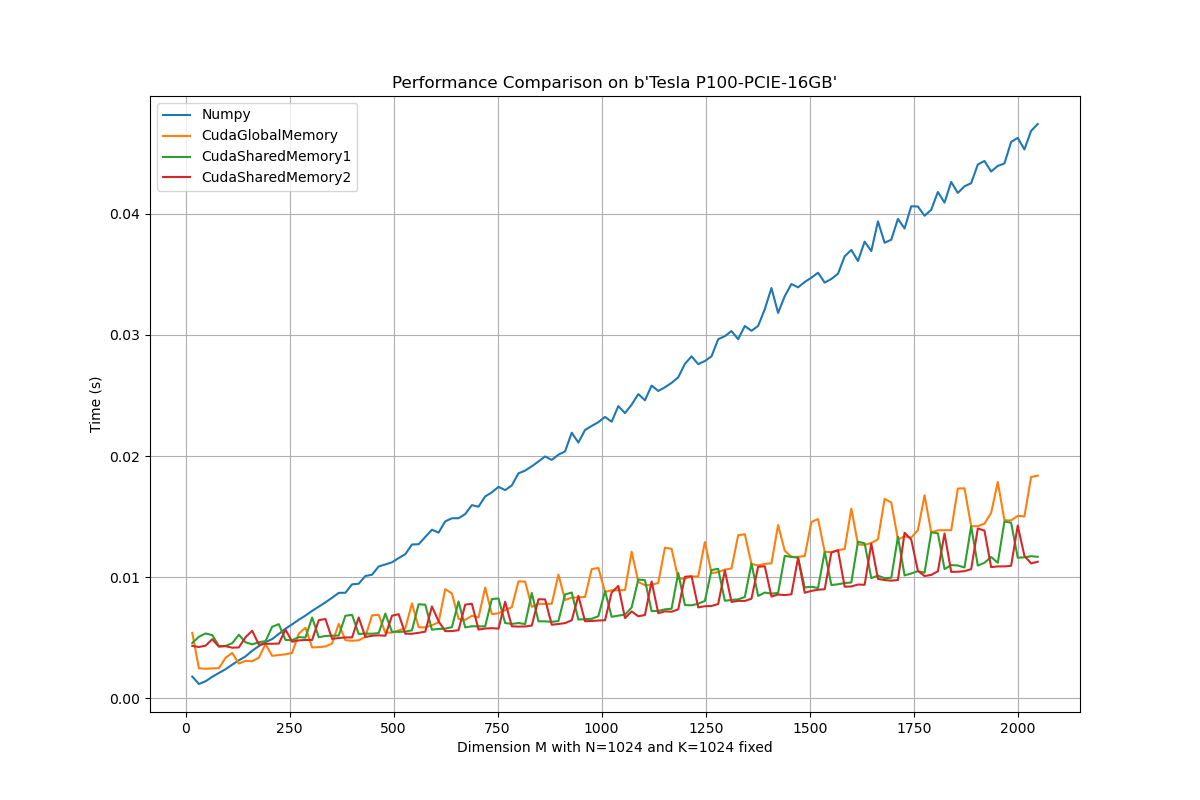 Performance Comparison on b'Tesla P100-PCIE-16GB'
Numpy
CudaGlobalMemory
CudaSharedMemory1
CudaSharedMemory2
Time (s)
0.04
0.03
0.02
0.01
0.00
0 250 500 750 1000 1250 1500 1750 2000
Dimension M with N=1024 and K=1024 fixed